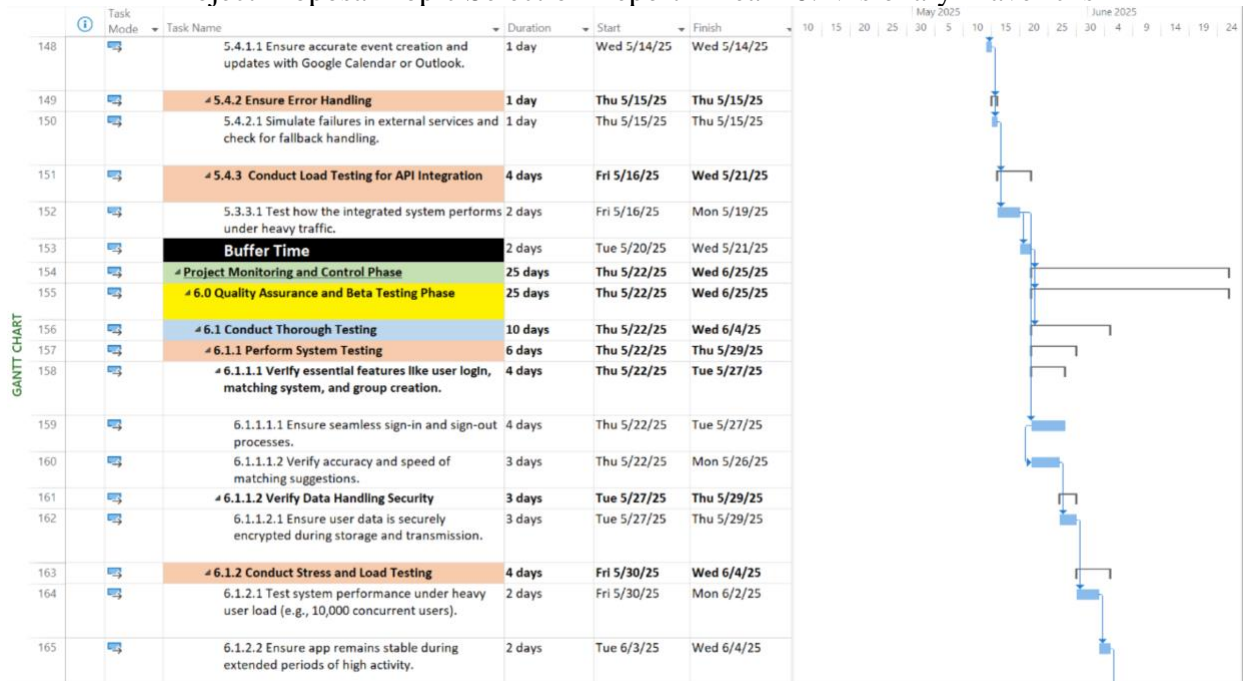 Task
Mode Task Name Duration Start Finish
May 2025 June 2025
10 15 20 25 30 5 10 15 20 25 30 4 9 14 19 24
148 5.4.1.1 Ensure accurate event creation and 1 day Wed 5/14/25 Wed 5/14/25
updates with Google Calendar or Outlook.
149 5.4.2 Ensure Error Handling 1 day Thu 5/15/25 Thu 5/15/25
150 5.4.2.1 Simulate failures in external services and 1 day Thu 5/15/25 Thu 5/15/25
check for fallback handling.
151 5.4.3 Conduct Load Testing for API Integration 4 days Fri 5/16/25 Wed 5/21/25
152 5.3.3.1 Test how the integrated system performs 2 days Fri 5/16/25 Mon 5/19/25
under heavy traffic.
153 Buffer Time 2 days Tue 5/20/25 Wed 5/21/25
154 Project Monitoring and Control Phase 25 days Thu 5/22/25 Wed 6/25/25
155 6.0 Quality Assurance and Beta Testing Phase 25 days Thu 5/22/25 Wed 6/25/25
156 6.1 Conduct Thorough Testing 10 days Thu 5/22/25 Wed 6/4/25
157 6.1.1 Perform System Testing 6 days Thu 5/22/25 Thu 5/29/25
158 6.1.1.1 Verify essential features like user login, 4 days Thu 5/22/25 Tue 5/27/25
matching system, and group creation.
159 6.1.1.1.1 Ensure seamless sign-in and sign-out 4 days Thu 5/22/25 Tue 5/27/25
processes.
160 6.1.1.1.2 Verify accuracy and speed of 3 days Thu 5/22/25 Mon 5/26/25
matching suggestions.
161 6.1.1.2 Verify Data Handling Security 3 days Tue 5/27/25 Thu 5/29/25
162 6.1.1.2.1 Ensure user data is securely 3 days Tue 5/27/25 Thu 5/29/25
encrypted during storage and transmission.
163 6.1.2 Conduct Stress and Load Testing 4 days Fri 5/30/25 Wed 6/4/25
164 6.1.2.1 Test system performance under heavy 2 days Fri 5/30/25 Mon 6/2/25
user load (e.g., 10,000 concurrent users).
165 6.1.2.2 Ensure app remains stable during 2 days Tue 6/3/25 Wed 6/4/25
extended periods of high activity.
GANTT CHART